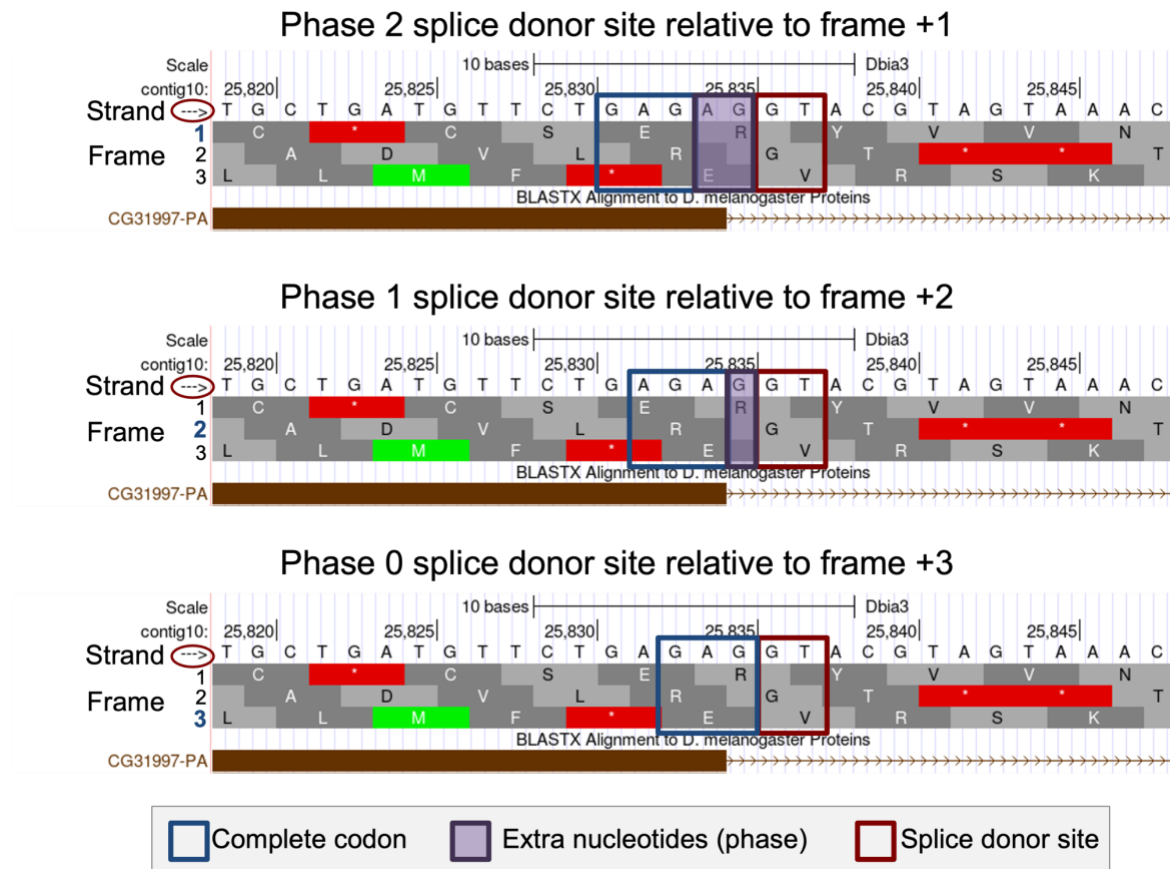 Phase 2 splice donor site relative to frame +1
Scale 10 bases Dbia3
contig10: 25,820 25,825 25,830 25,835 25,840 25,845
Strand ---> T G C T G A T G T T C T G A G A G G T A C G T A G T A A A C
1 C * C S E R Y V V N
Frame 2 A D V L R G T * * T
3 L L M F * E V R S K
BLASTX Alignment to D. melanogaster Proteins
CG31997-PA
Phase 1 splice donor site relative to frame +2
Scale 10 bases Dbia3
contig10: 25,820 25,825 25,830 25,835 25,840 25,845
Strand ---> T G C T G A T G T T C T G A G A G G T A C G T A G T A A A C
1 C * C S E R Y V V N
Frame 2 A D V L R G T * * T
3 L L M F * E V R S K
BLASTX Alignment to D. melanogaster Proteins
CG31997-PA
Phase 0 splice donor site relative to frame +3
Scale 10 bases Dbia3
contig10: 25,820 25,825 25,830 25,835 25,840 25,845
Strand ---> T G C T G A T G T T C T G A G A G G T A C G T A G T A A A C
1 C * C S E R Y V V N
Frame 2 A D V L R G T * * T
3 L L M F * E V R S K
BLASTX Alignment to D. melanogaster Proteins
CG31997-PA
Complete codon Extra nucleotides (phase) Splice donor site